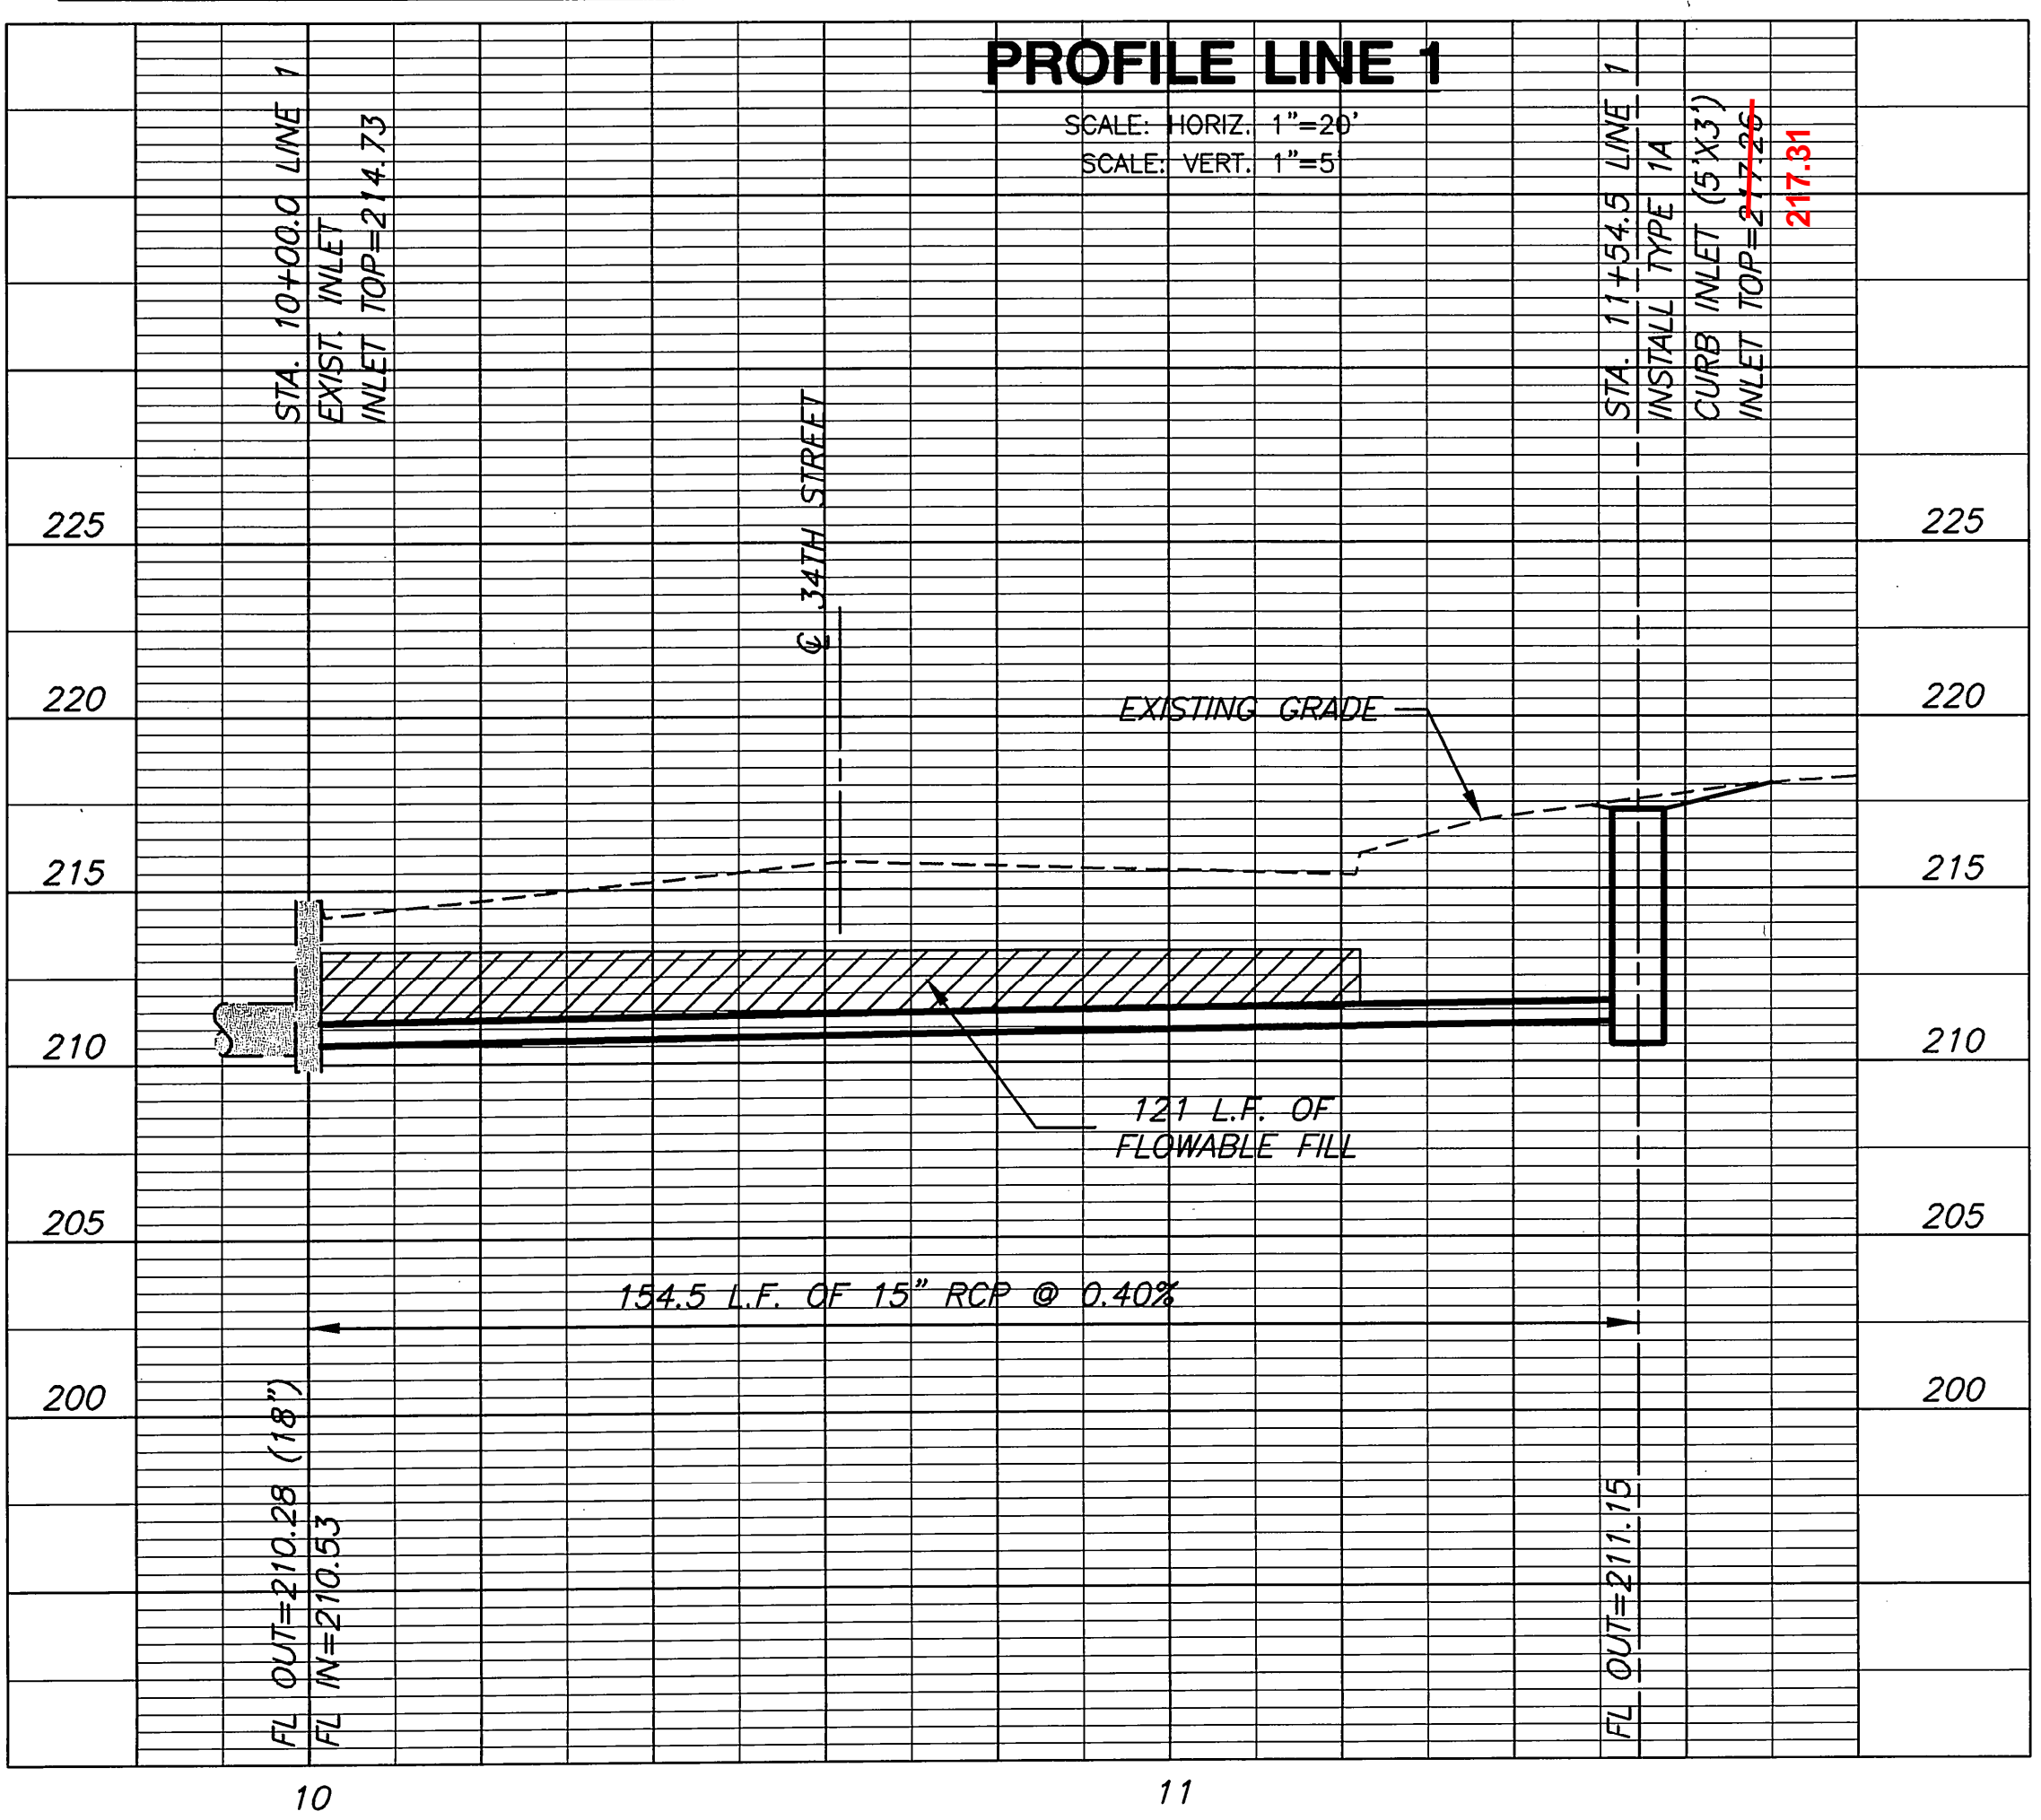 PROFILE LINE 1
SCALE: HORIZ. 1"=20'
SCALE: VERT. 1"=5'
STA. 10+00.0 LINE 1
EXIST. INLET
INLET TOP=214.73
℄ 34TH STREET
STA. 11+54.5 LINE 1
INSTALL TYPE 1A
CURB INLET (5'X3')
INLET TOP=217.26
217.31
225
225
220
220
EXISTING GRADE
215
215
210
210
121 L.F. OF
FLOWABLE FILL
205
205
154.5 L.F. OF 15" RCP @ 0.40%
200
200
FL OUT=210.28 (18")
FL IN=210.53
FL OUT=211.15
10
11